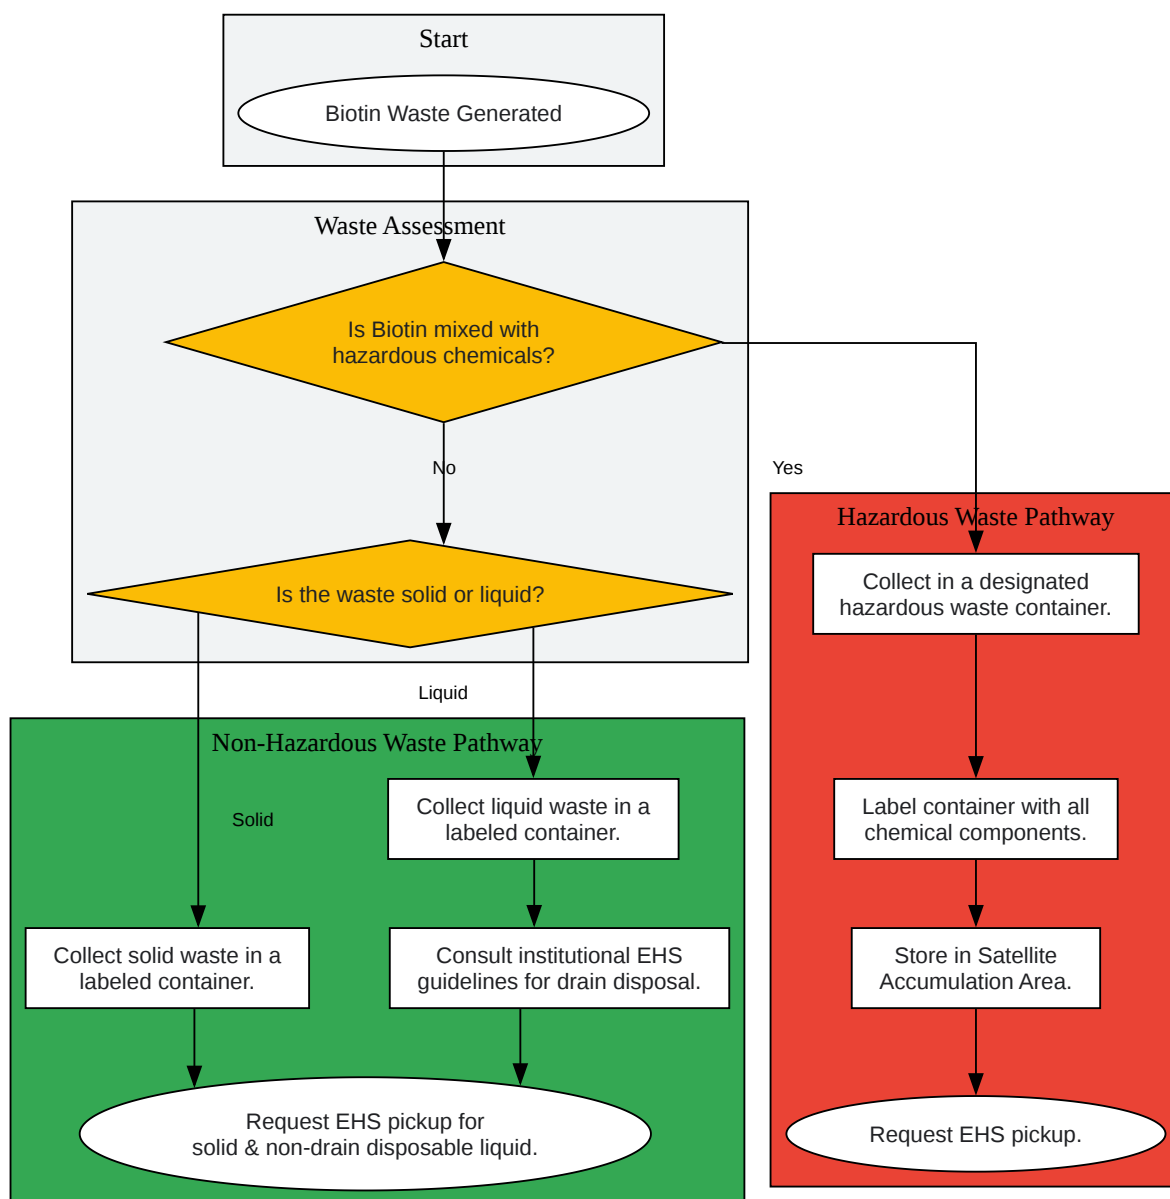 Start
Biotin Waste Generated
Waste Assessment
Is Biotin mixed with
hazardous chemicals?
No
Yes
Is the waste solid or liquid?
Liquid
Solid
Non-Hazardous Waste Pathway
Collect liquid waste in a
labeled container.
Collect solid waste in a
labeled container.
Consult institutional EHS
guidelines for drain disposal.
Request EHS pickup for
solid & non-drain disposable liquid.
Hazardous Waste Pathway
Collect in a designated
hazardous waste container.
Label container with all
chemical components.
Store in Satellite
Accumulation Area.
Request EHS pickup.